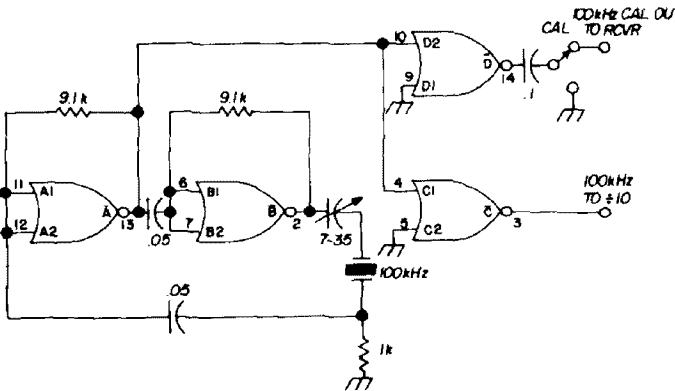 100kHz CAL OU
CAL TO RCVR
10 D2
D
9 D1
14
.1
9.1k
9.1k
11 A1
12 A2
A
13
.05
6 B1
7 B2
B
2
7-35
4 C1
5 C2
C
3
100kHz
TO ÷10
100kHz
.05
1k